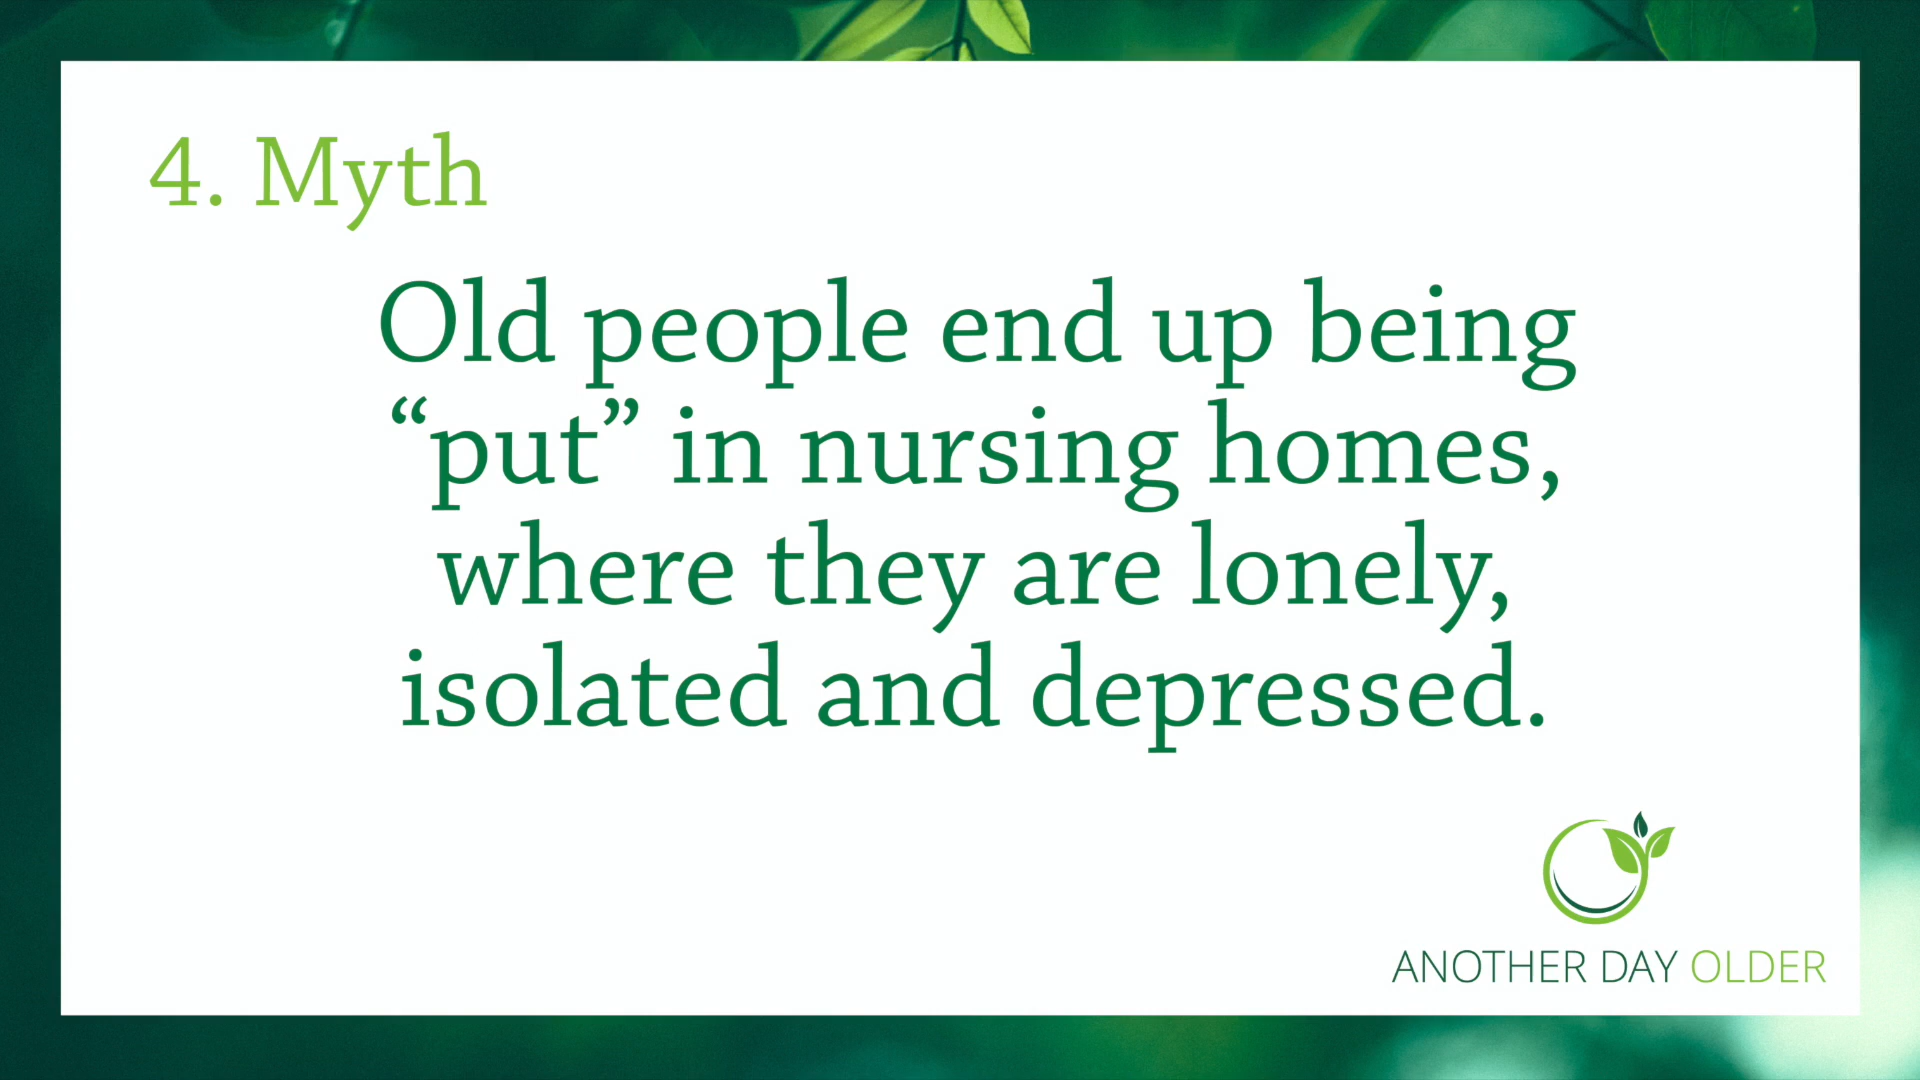 4. Myth
Old people end up being
“put” in nursing homes,
where they are lonely,
isolated and depressed.
ANOTHER DAY OLDER